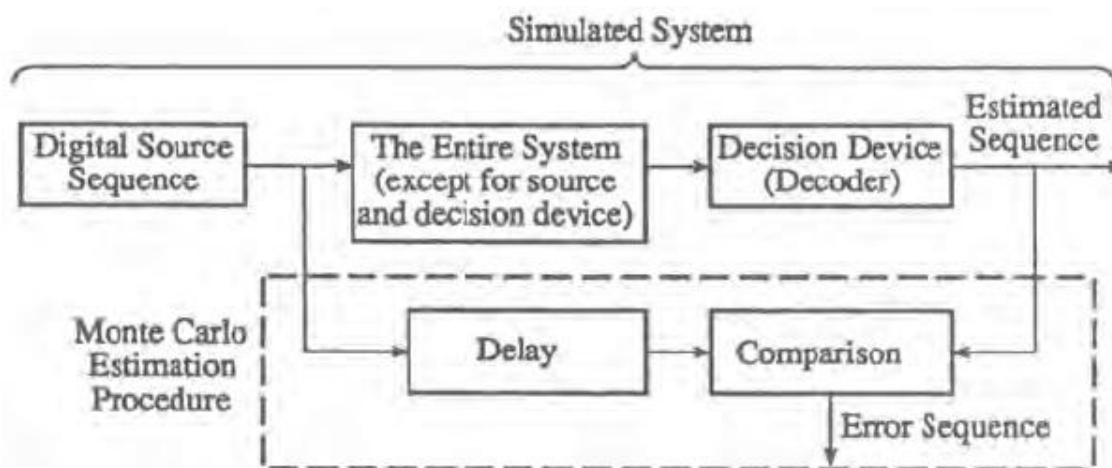 Simulated System
Digital Source
Sequence
The Entire System
(except for source
and decision device)
Decision Device
(Decoder)
Estimated
Sequence
Monte Carlo
Estimation
Procedure
Delay
Comparison
Error Sequence